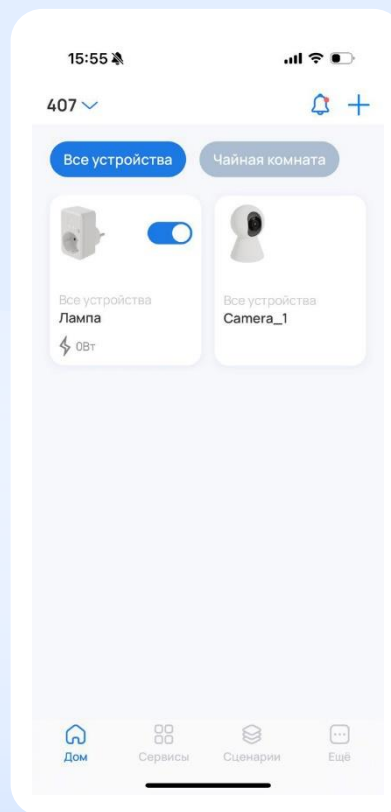 15:55
407
Все устройства
Чайная комната
Все устройства
Лампа
0Вт
Все устройства
Camera_1
Дом
Сервисы
Сценарии
Ещё